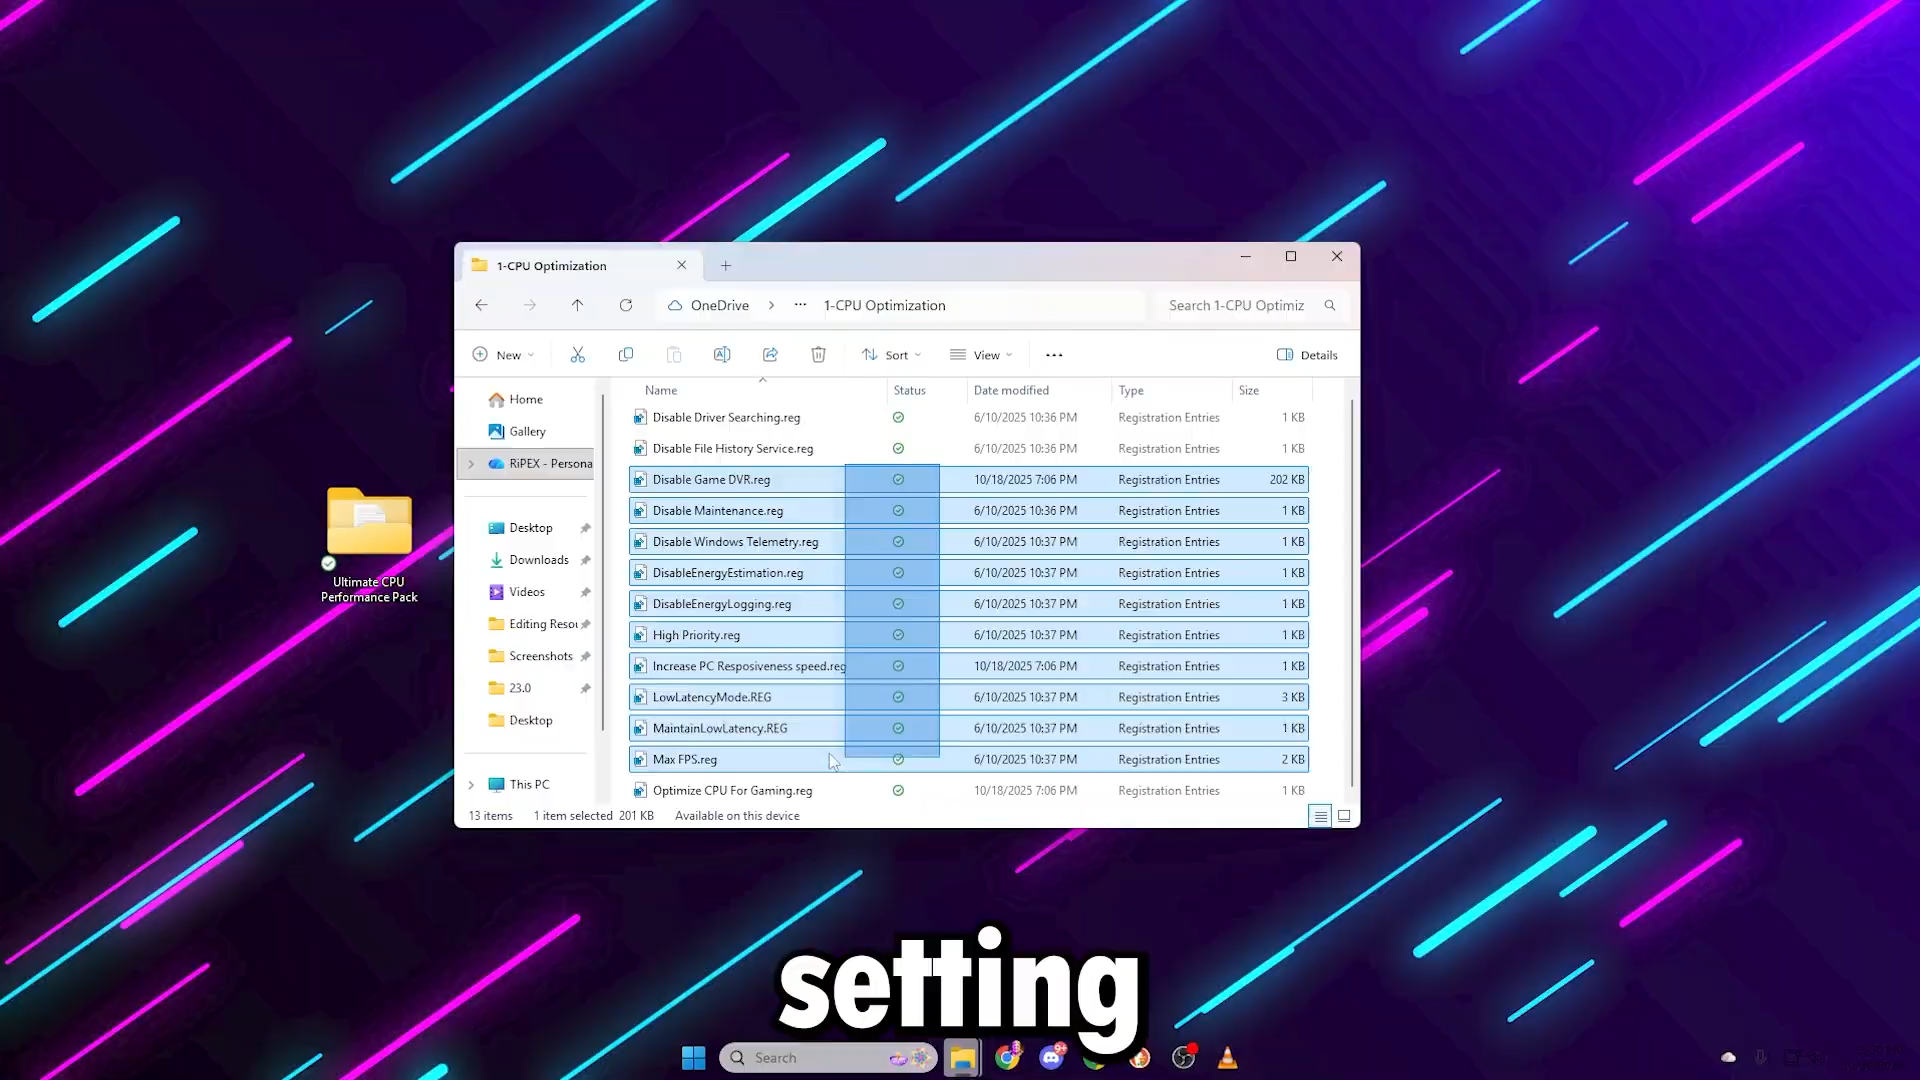 1-CPU Optimization
OneDrive 1-CPU Optimization Search 1-CPU Optimiz
New Sort View Details
Name Status Date modified Type Size
Home
Gallery
RiPEX - Persona
Desktop
Downloads
Videos
Editing Resou
Screenshots
23.0
Desktop
This PC
Disable Driver Searching.reg 6/10/2025 10:36 PM Registration Entries 1 KB
Disable File History Service.reg 6/10/2025 10:36 PM Registration Entries 1 KB
Disable Game DVR.reg 10/18/2025 7:06 PM Registration Entries 202 KB
Disable Maintenance.reg 6/10/2025 10:36 PM Registration Entries 1 KB
Disable Windows Telemetry.reg 6/10/2025 10:37 PM Registration Entries 1 KB
DisableEnergyEstimation.reg 6/10/2025 10:37 PM Registration Entries 1 KB
DisableEnergyLogging.reg 6/10/2025 10:37 PM Registration Entries 1 KB
High Priority.reg 6/10/2025 10:37 PM Registration Entries 1 KB
Increase PC Resposiveness speed.reg 10/18/2025 7:06 PM Registration Entries 1 KB
LowLatencyMode.REG 6/10/2025 10:37 PM Registration Entries 3 KB
MaintainLowLatency.REG 6/10/2025 10:37 PM Registration Entries 1 KB
Max FPS.reg 6/10/2025 10:37 PM Registration Entries 2 KB
Optimize CPU For Gaming.reg 10/18/2025 7:06 PM Registration Entries 1 KB
13 items 1 item selected 201 KB Available on this device
Ultimate CPU
Performance Pack
setting
Search
9+